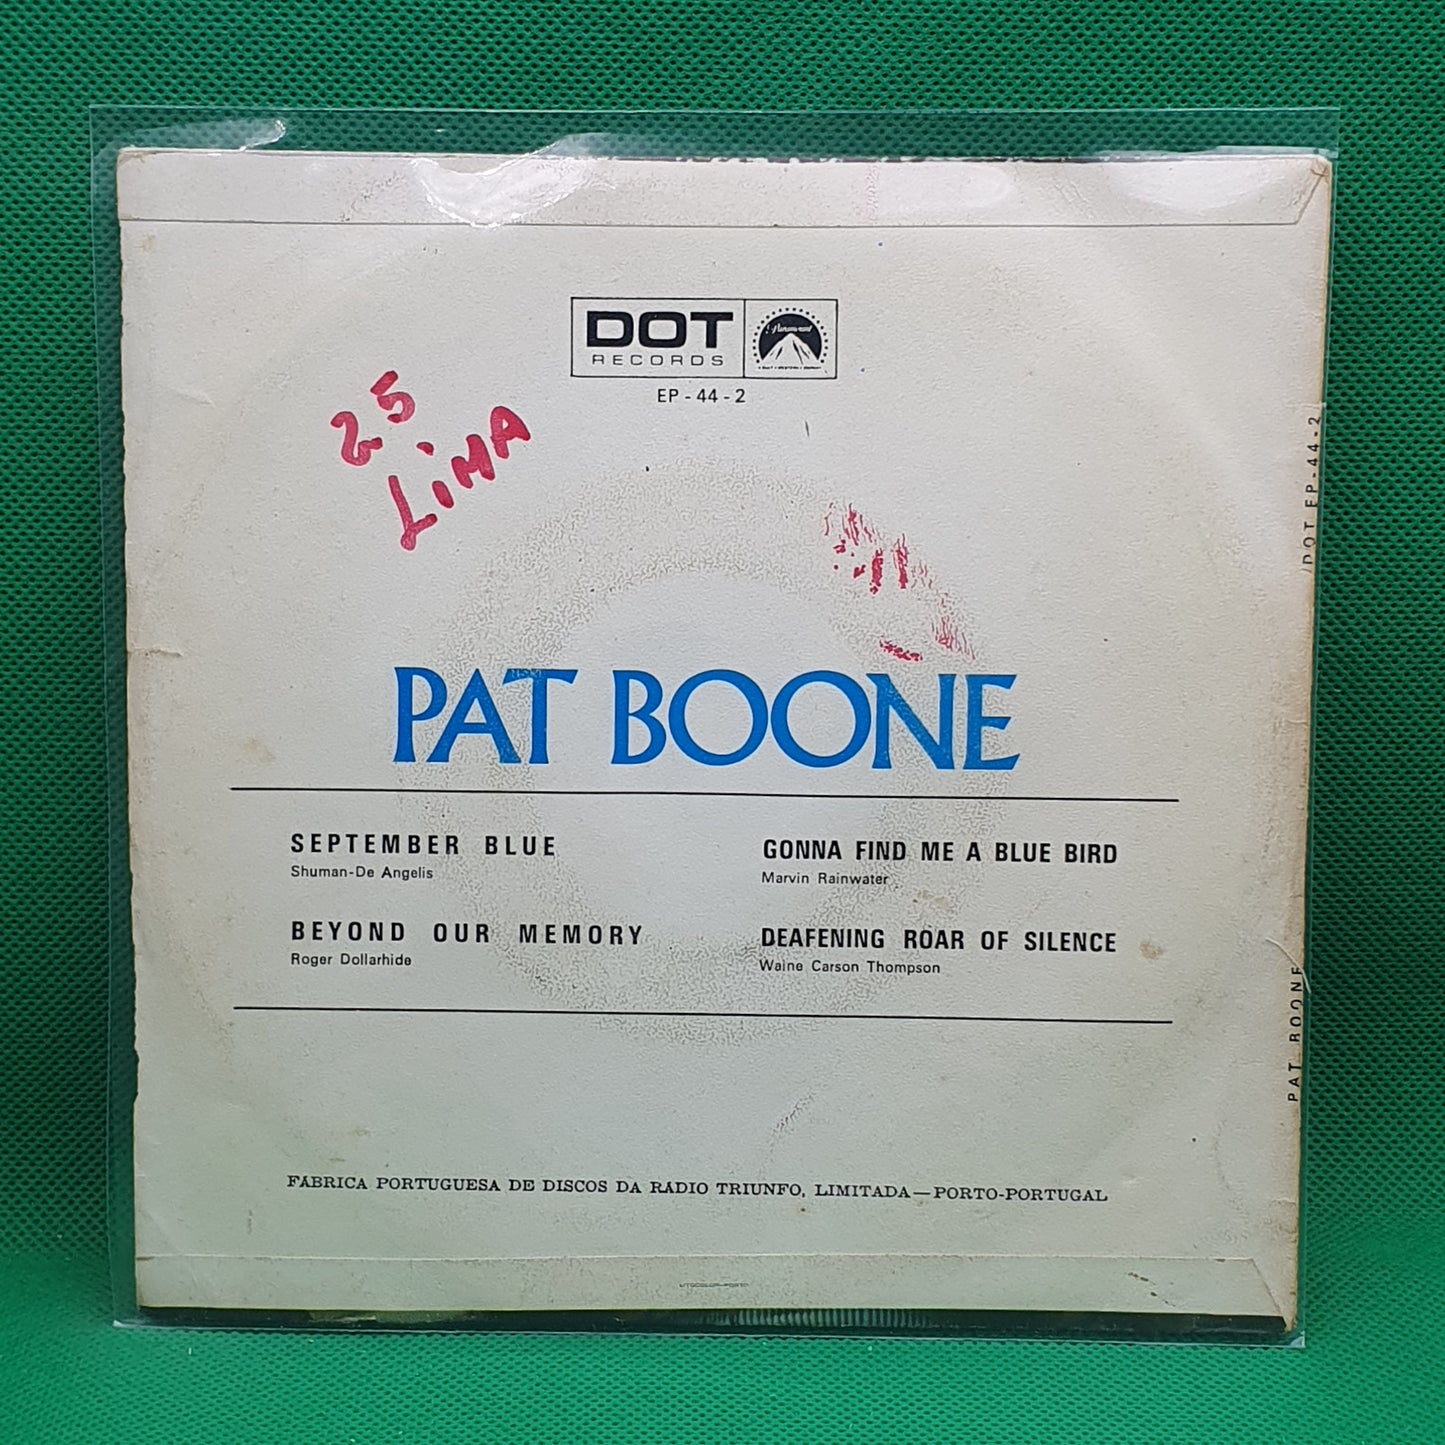 DOT
RECORDS
Paramount
EP - 44 - 2
25
LiMA
PAT BOONE
SEPTEMBER BLUE
Shuman-De Angelis
BEYOND OUR MEMORY
Roger Dollarhide
GONNA FIND ME A BLUE BIRD
Marvin Rainwater
DEAFENING ROAR OF SILENCE
Waine Carson Thompson
FABRICA PORTUGUESA DE DISCOS DA RADIO TRIUNFO, LIMITADA—PORTO-PORTUGAL
PAT BOONE
/DOT EP-44-2